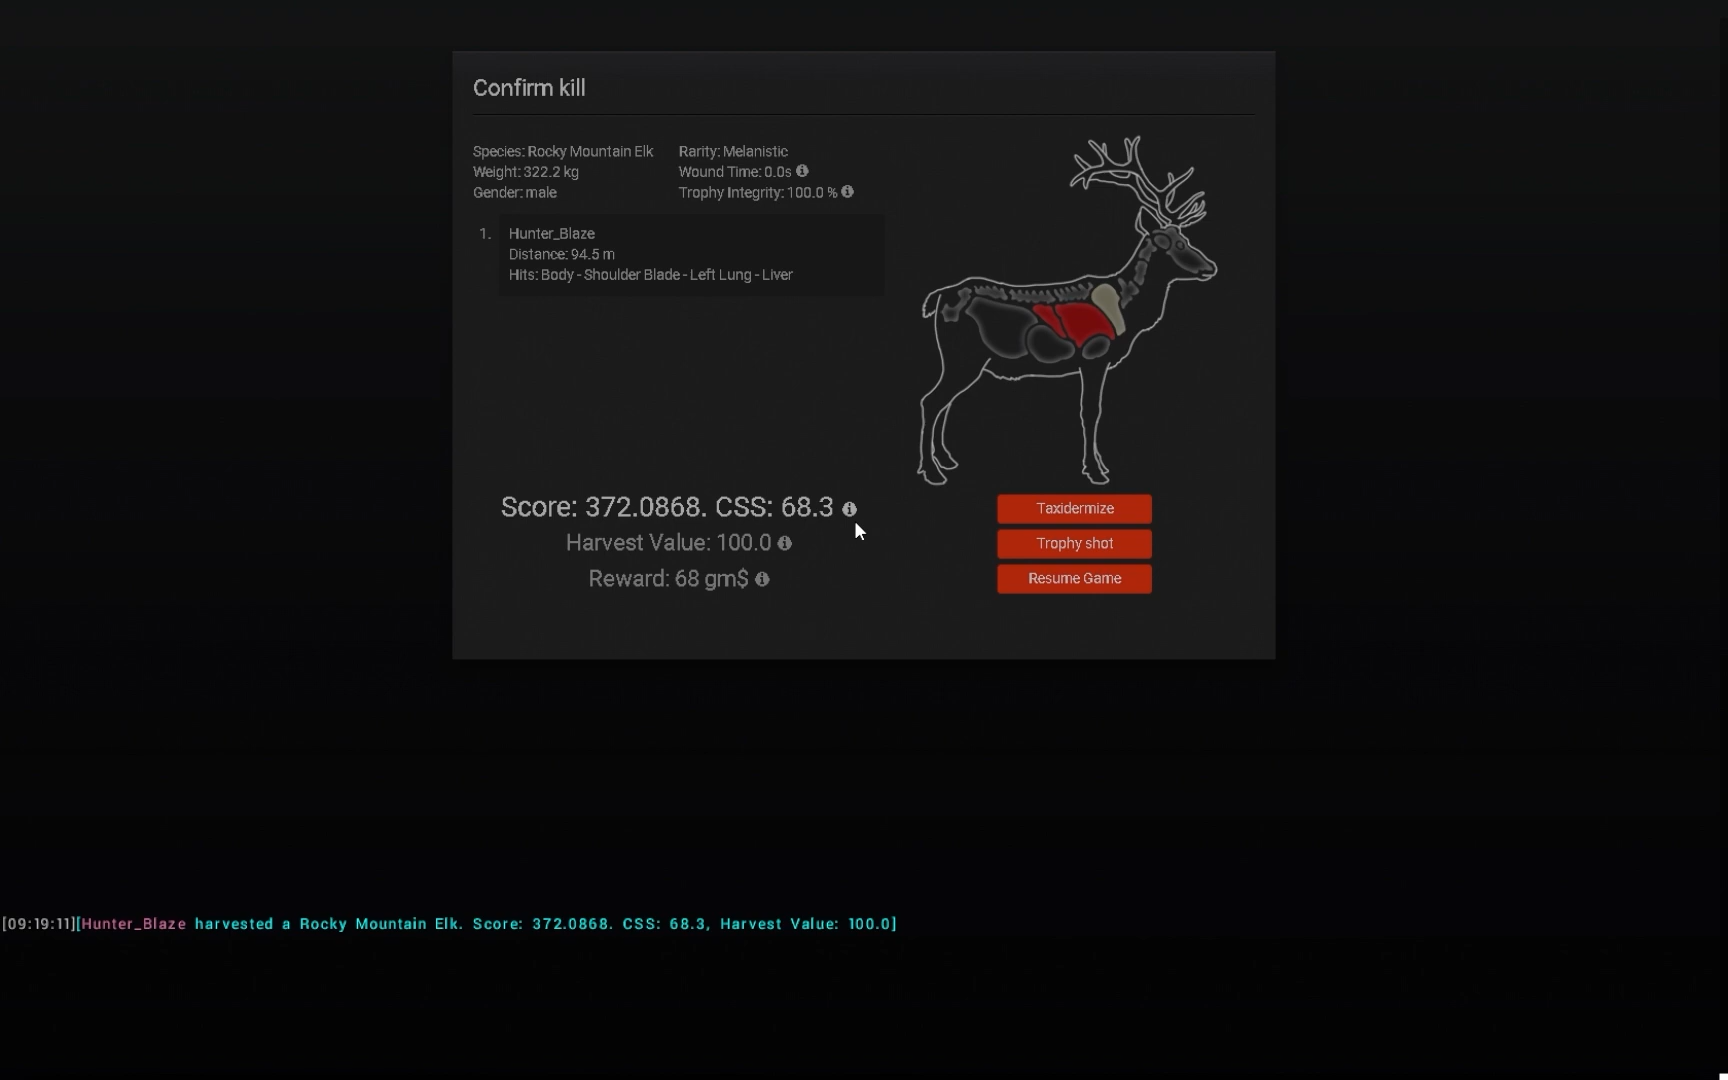 Confirm kill
Species: Rocky Mountain Elk
Weight: 322.2 kg
Gender: male
Rarity: Melanistic
Wound Time: 0.0s
Trophy Integrity: 100.0 %
1.
Hunter_Blaze
Distance: 94.5 m
Hits: Body - Shoulder Blade - Left Lung - Liver
Score: 372.0868. CSS: 68.3
Harvest Value: 100.0
Reward: 68 gm$
Taxidermize
Trophy shot
Resume Game
[09:19:11][Hunter_Blaze harvested a Rocky Mountain Elk. Score: 372.0868. CSS: 68.3, Harvest Value: 100.0]